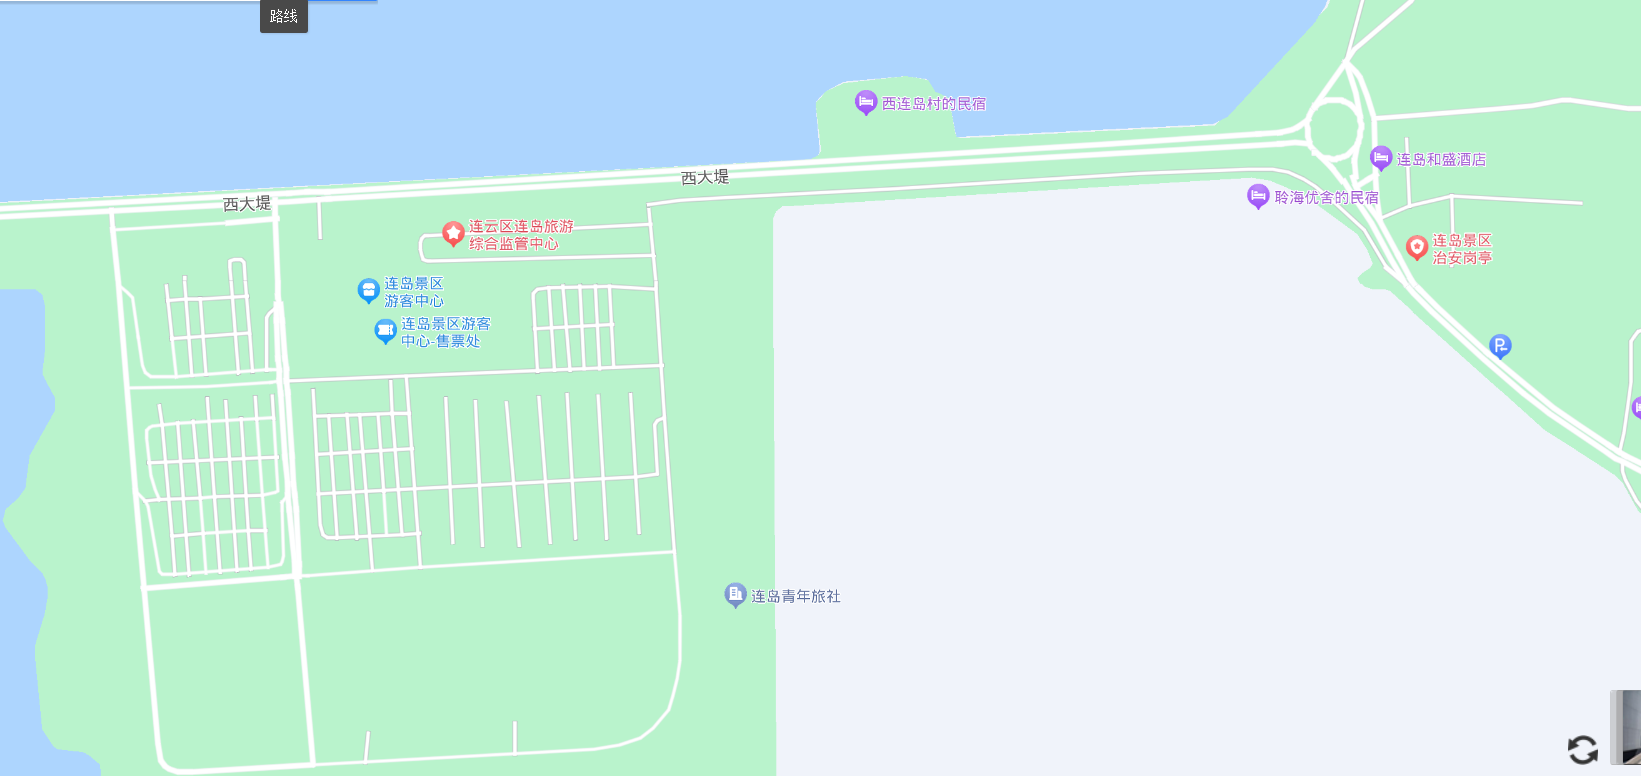 路线
西连岛村的民宿
连岛和盛酒店
西大堤
聆海优舍的民宿
西大堤
连云区连岛旅游
综合监管中心
连岛景区
治安岗亭
连岛景区
游客中心
连岛景区游客
中心-售票处
P
连岛青年旅社